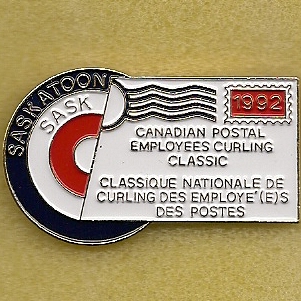 SASKATOON
SASK
1992
CANADIAN POSTAL
EMPLOYEES CURLING
CLASSIC
CLASSIQUE NATIONALE DE
CURLING DES EMPLOYE'(E)S
DES POSTES